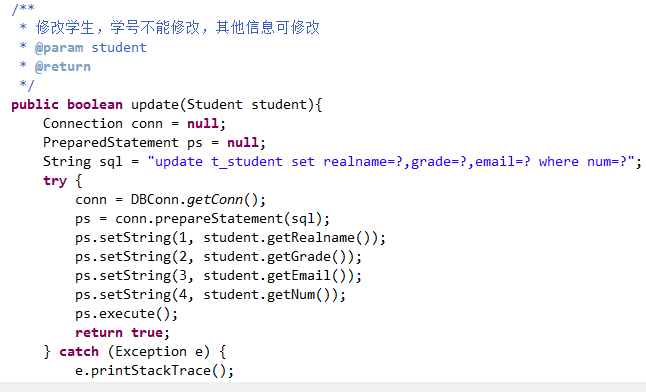 /**
 * 修改学生，学号不能修改，其他信息可修改
 * @param student
 * @return
 */
public boolean update(Student student){
    Connection conn = null;
    PreparedStatement ps = null;
    String sql = "update t_student set realname=?,grade=?,email=? where num=?";
    try {
        conn = DBConn.getConn();
        ps = conn.prepareStatement(sql);
        ps.setString(1, student.getRealname());
        ps.setString(2, student.getGrade());
        ps.setString(3, student.getEmail());
        ps.setString(4, student.getNum());
        ps.execute();
        return true;
    } catch (Exception e) {
        e.printStackTrace();